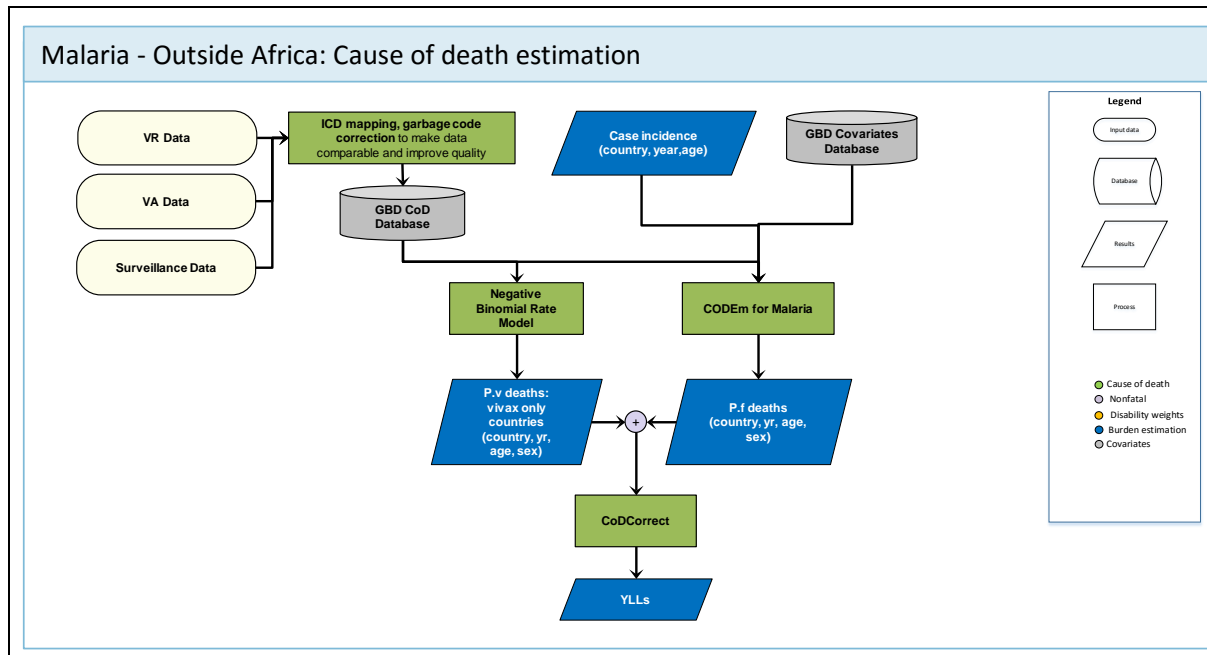 Malaria - Outside Africa: Cause of death estimation
VR Data
VA Data
Surveillance Data
ICD mapping, garbage code
correction to make data
comparable and improve quality
GBD CoD
Database
Case incidence
(country, year,age)
GBD Covariates
Database
Negative
Binomial Rate
Model
CODEm for Malaria
P.v deaths:
vivax only
countries
(country, yr,
age, sex)
+
P.f deaths
(country, yr, age,
sex)
CoDCorrect
YLLs
Legend
Input data
Database
Results
Process
Cause of death
Nonfatal
Disability weights
Burden estimation
Covariates